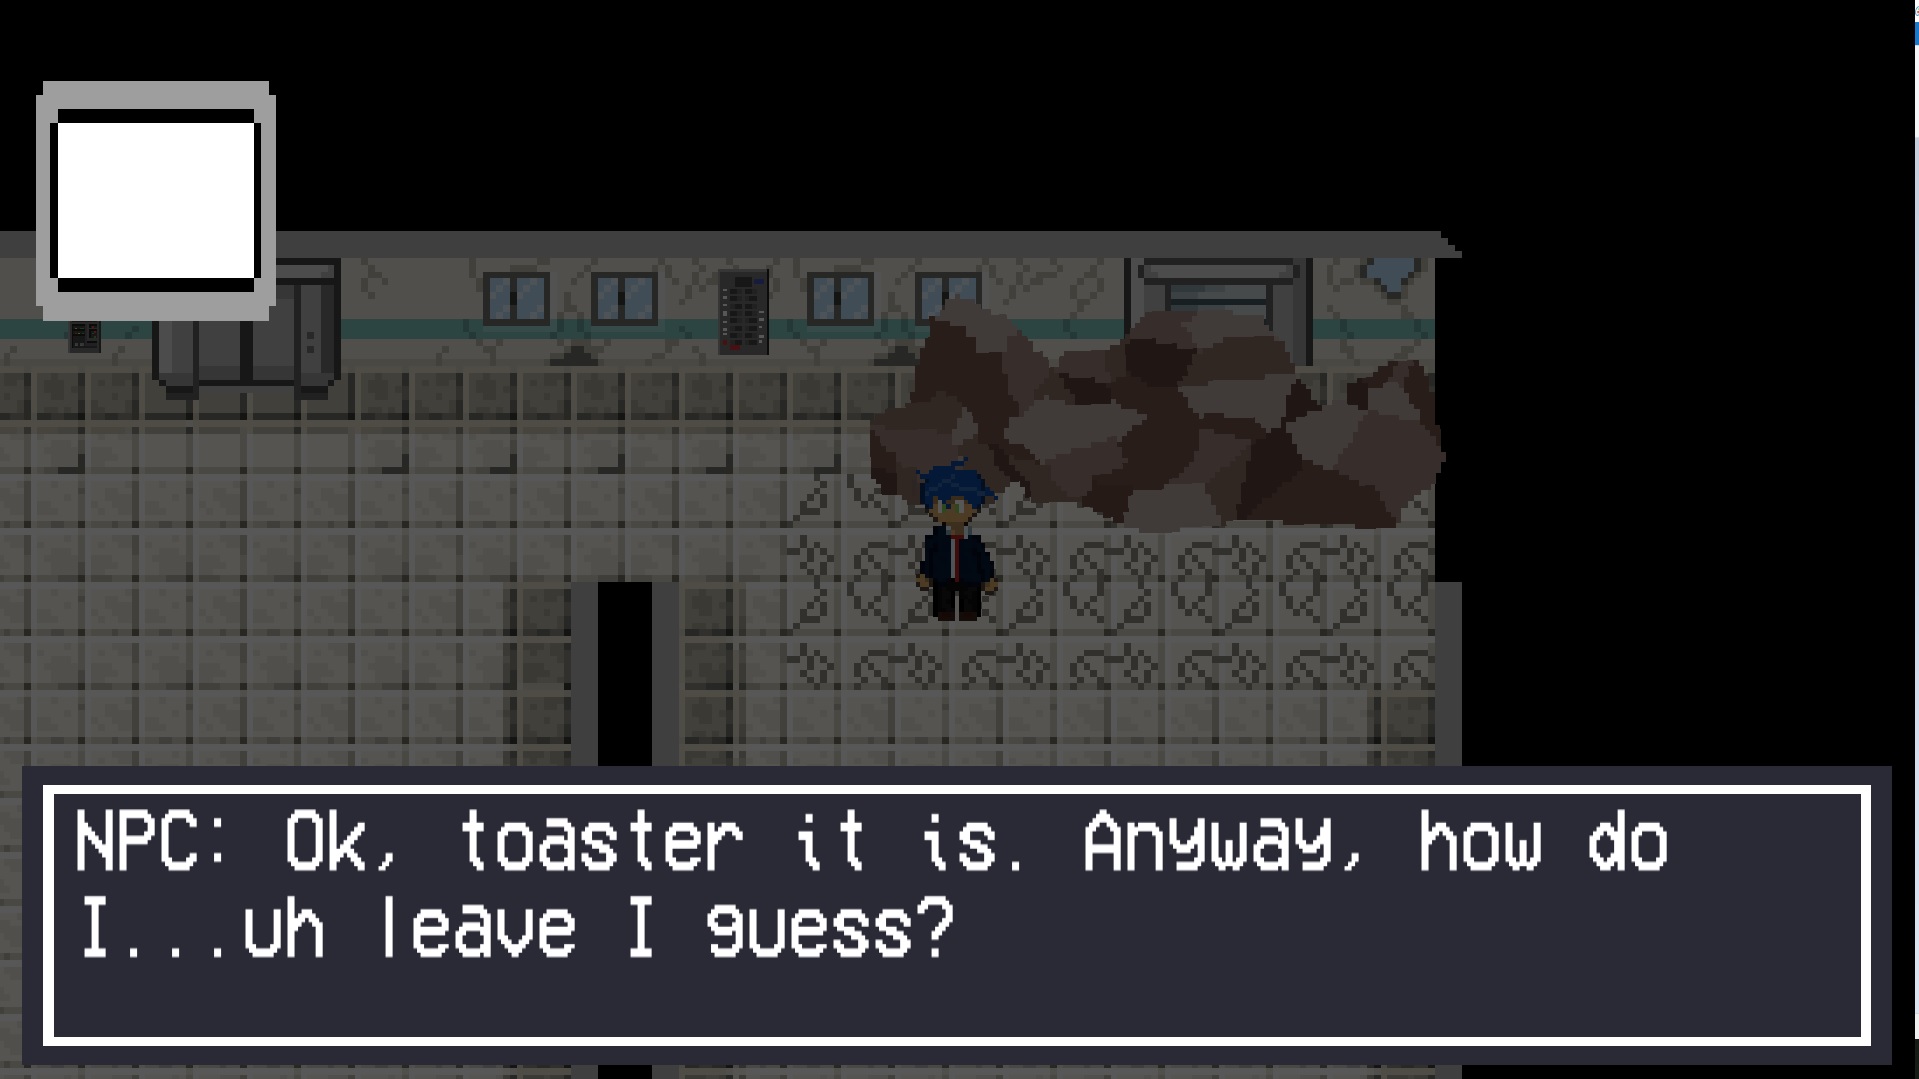 NPC: Ok, toaster it is. Anyway, how do
I...uh leave I guess?